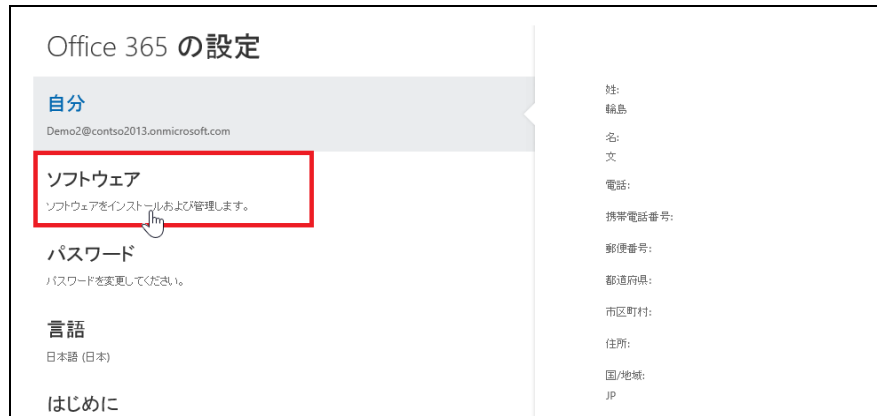 Office 365 の設定
自分
Demo2@contso2013.onmicrosoft.com
ソフトウェア
ソフトウェアをインストールおよび管理します。
パスワード
パスワードを変更してください。
言語
日本語 (日本)
はじめに
姓:
輪島
名:
文
電話:
携帯電話番号:
郵便番号:
都道府県:
市区町村:
住所:
国/地域:
JP